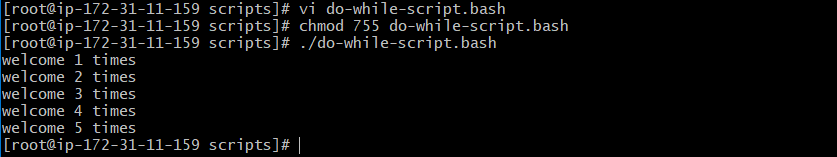 [root@ip-172-31-11-159 scripts]# vi do-while-script.bash
[root@ip-172-31-11-159 scripts]# chmod 755 do-while-script.bash
[root@ip-172-31-11-159 scripts]# ./do-while-script.bash
welcome 1 times
welcome 2 times
welcome 3 times
welcome 4 times
welcome 5 times
[root@ip-172-31-11-159 scripts]#